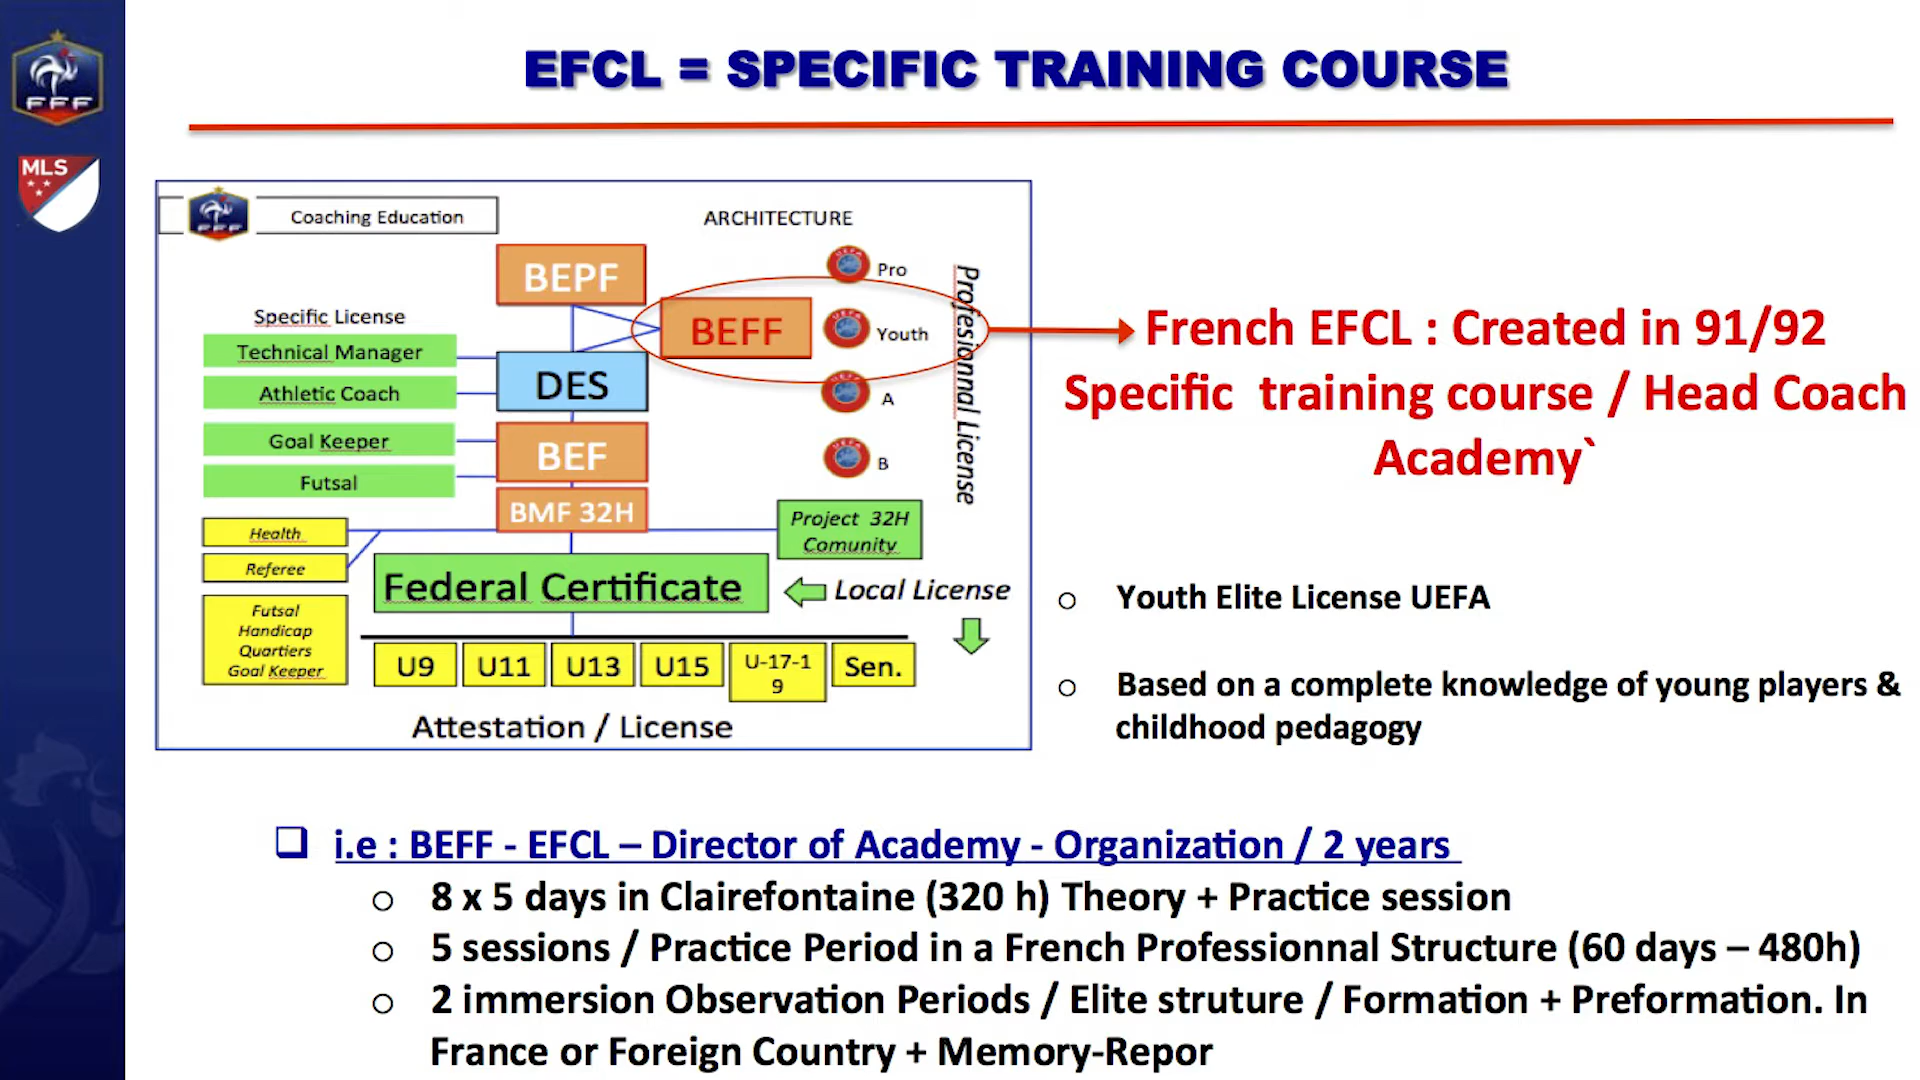 EFCL = SPECIFIC TRAINING COURSE
FFF
MLS
FFF
Coaching Education
ARCHITECTURE
BEPF
UEFA
Pro
Profesionnal License
BEFF
UEFA
Youth
Specific License
Technical Manager
DES
Athletic Coach
UEFA
A
Goal Keeper
BEF
UEFA
B
Futsal
BMF 32H
Health
Project 32H
Comunity
Referee
Federal Certificate
Local License
Futsal
Handicap
Quartiers
Goal Keeper
U9
U11
U13
U15
U-17-1
9
Sen.
Attestation / License
French EFCL : Created in 91/92
Specific training course / Head Coach
Academy`
o Youth Elite License UEFA
o Based on a complete knowledge of young players &
childhood pedagogy
❑ i.e : BEFF - EFCL – Director of Academy - Organization / 2 years
o 8 x 5 days in Clairefontaine (320 h) Theory + Practice session
o 5 sessions / Practice Period in a French Professionnal Structure (60 days – 480h)
o 2 immersion Observation Periods / Elite struture / Formation + Preformation. In
France or Foreign Country + Memory-Repor